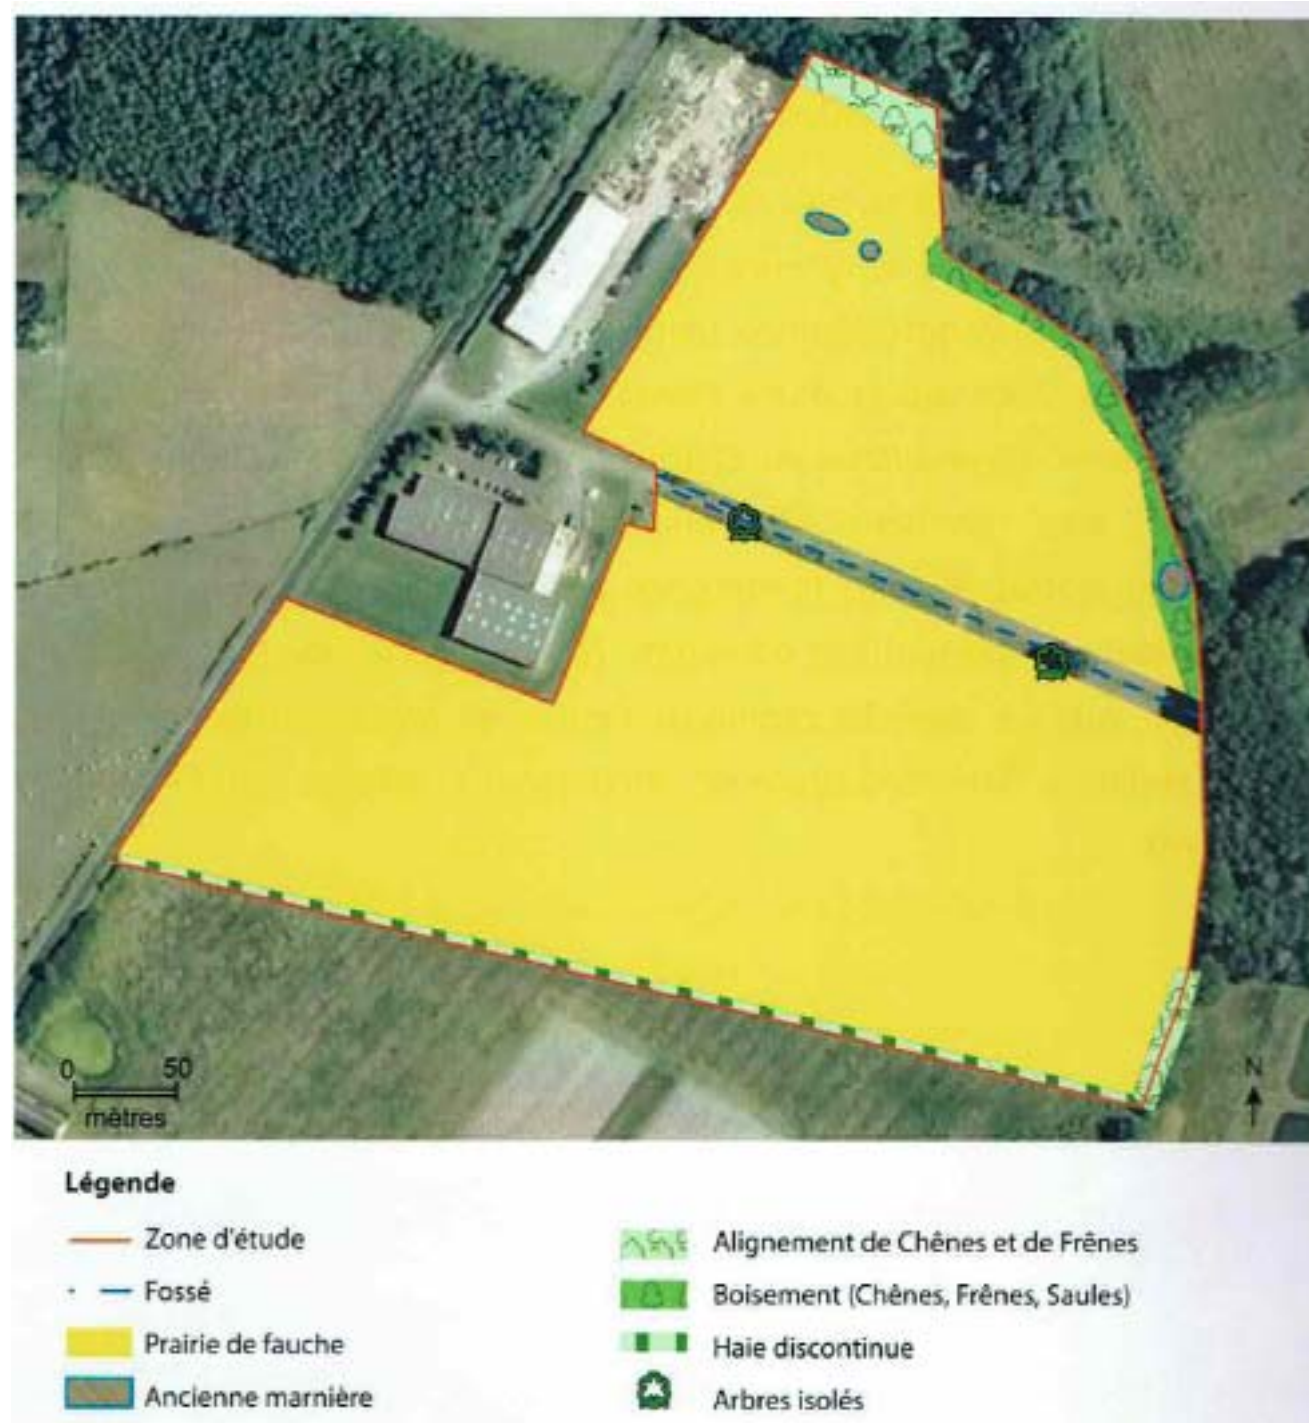 0 50
mètres
N
Légende
Zone d'étude
Fossé
Prairie de fauche
Ancienne marnière
Alignement de Chênes et de Frênes
Boisement (Chênes, Frênes, Saules)
Haie discontinue
Arbres isolés